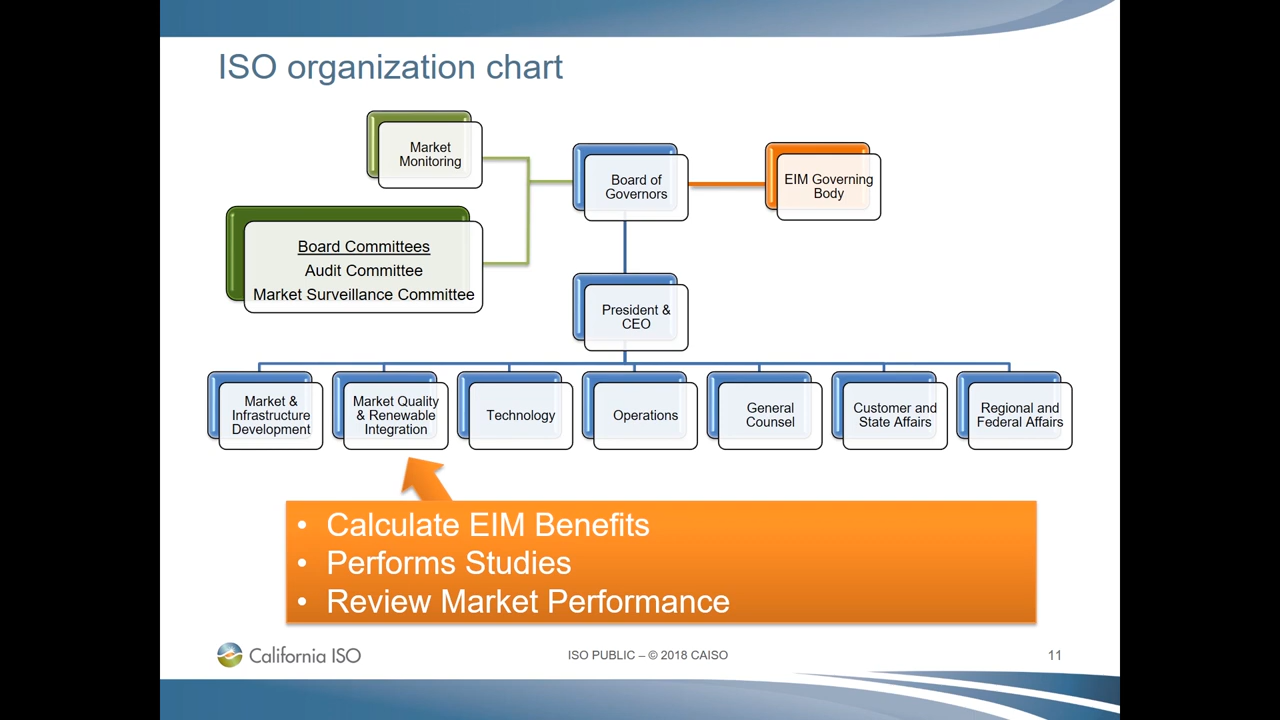 ISO organization chart
Market
Monitoring
Board of
Governors
EIM Governing
Body
Board Committees
Audit Committee
Market Surveillance Committee
President &
CEO
Market &
Infrastructure
Development
Market Quality
& Renewable
Integration
Technology
Operations
General
Counsel
Customer and
State Affairs
Regional and
Federal Affairs
• Calculate EIM Benefits
• Performs Studies
• Review Market Performance
California ISO
ISO PUBLIC – © 2018 CAISO
11